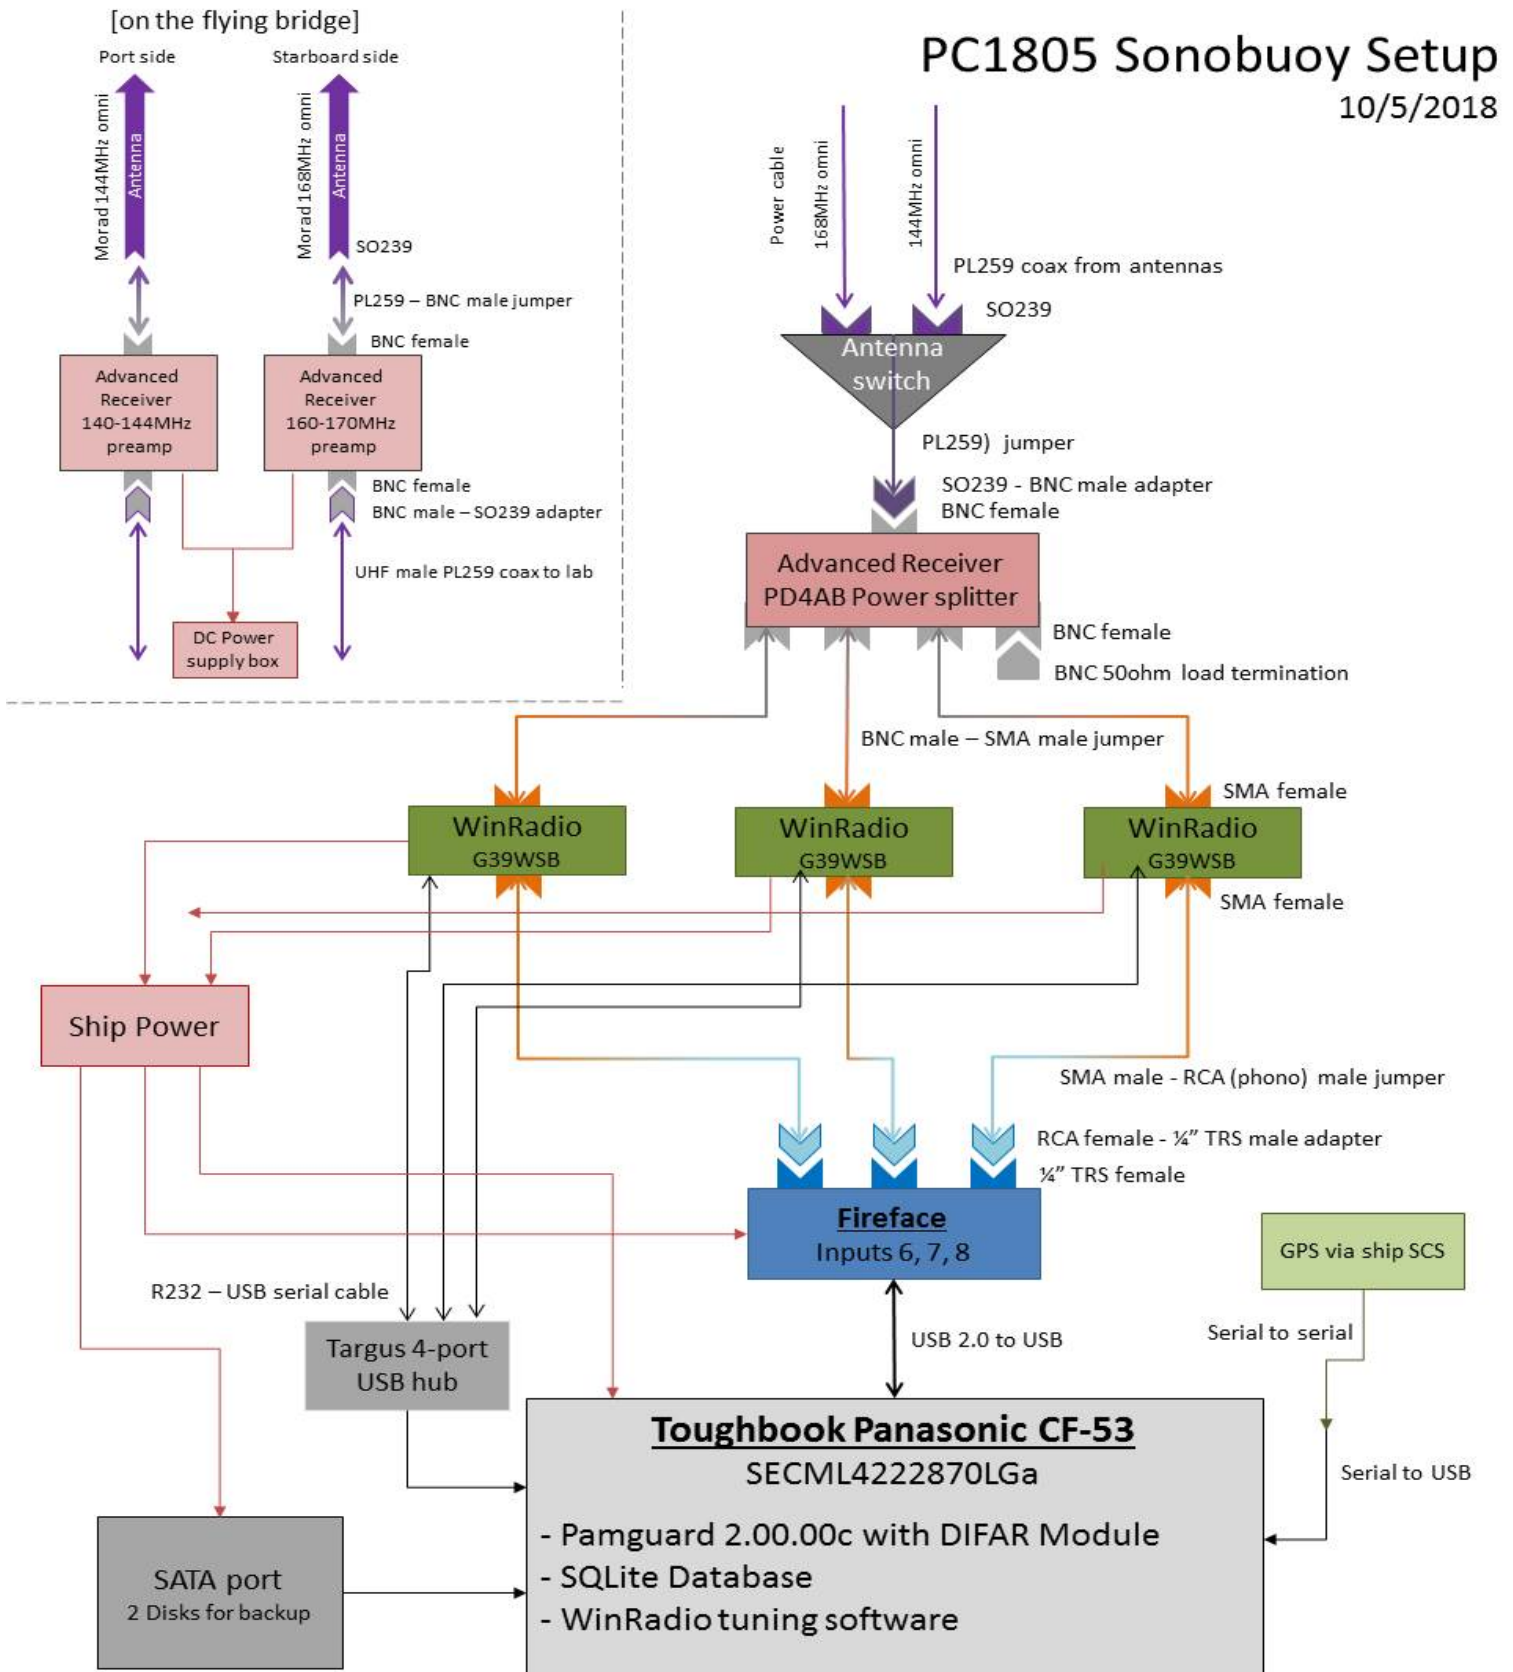 [on the flying bridge]
PC1805 Sonobuoy Setup
10/5/2018
Port side
Starboard side
Morad 144MHz omni
Antenna
Morad 168MHz omni
Antenna
SO239
PL259 – BNC male jumper
BNC female
Advanced
Receiver
140-144MHz
preamp
Advanced
Receiver
160-170MHz
preamp
BNC female
BNC male – SO239 adapter
UHF male PL259 coax to lab
DC Power
supply box
Power cable
168MHz omni
144MHz omni
PL259 coax from antennas
SO239
Antenna
switch
PL259) jumper
SO239 - BNC male adapter
BNC female
Advanced Receiver
PD4AB Power splitter
BNC female
BNC 50ohm load termination
BNC male – SMA male jumper
SMA female
WinRadio
G39WSB
WinRadio
G39WSB
WinRadio
G39WSB
SMA female
Ship Power
SMA male - RCA (phono) male jumper
RCA female - ¼” TRS male adapter
¼” TRS female
Fireface
Inputs 6, 7, 8
GPS via ship SCS
R232 – USB serial cable
Targus 4-port
USB hub
USB 2.0 to USB
Serial to serial
Toughbook Panasonic CF-53
SECML4222870LGa
Serial to USB
- Pamguard 2.00.00c with DIFAR Module
- SQLite Database
- WinRadio tuning software
SATA port
2 Disks for backup